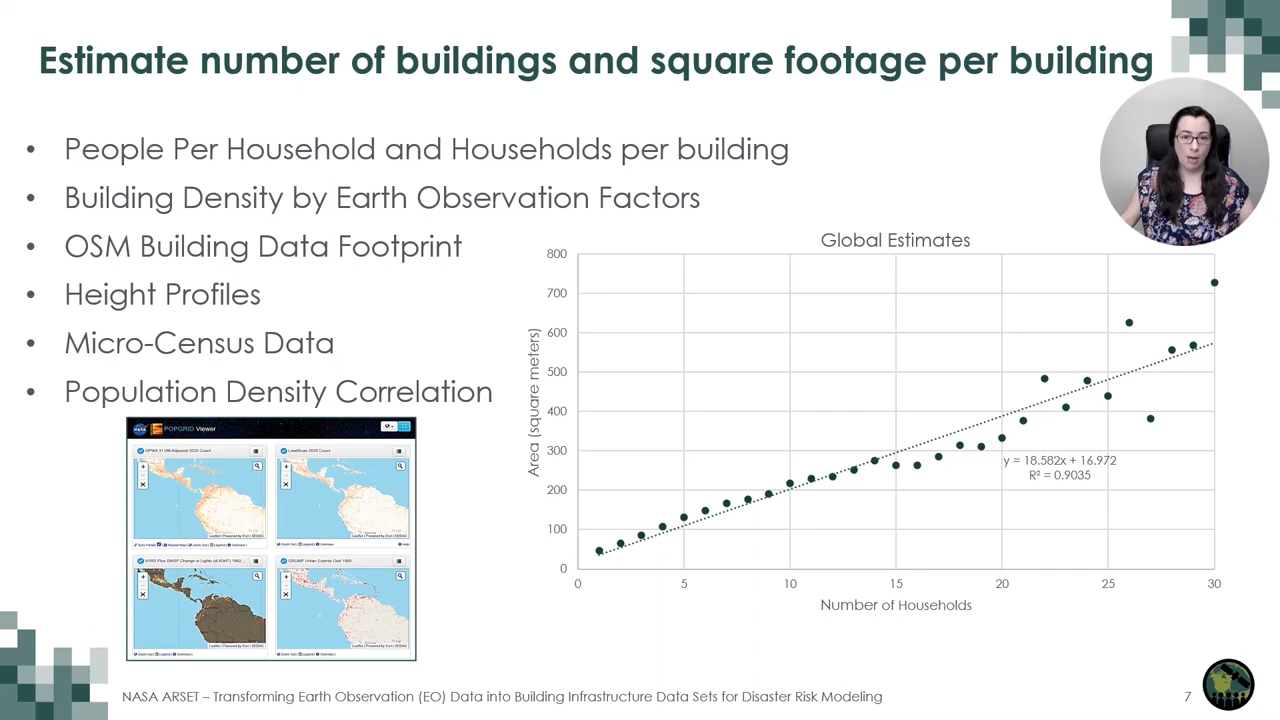 Estimate number of buildings and square footage per building
• People Per Household and Households per building
• Building Density by Earth Observation Factors
• OSM Building Data Footprint
• Height Profiles
• Micro-Census Data
• Population Density Correlation
POPGRID Viewer
LandScan 2020 Count
Global Estimates
Area (square meters)
800
700
600
500
400
300
200
100
0
y = 18.582x + 16.972
R² = 0.9035
0 5 10 15 20 25 30
Number of Households
NASA ARSET – Transforming Earth Observation (EO) Data into Building Infrastructure Data Sets for Disaster Risk Modeling
7